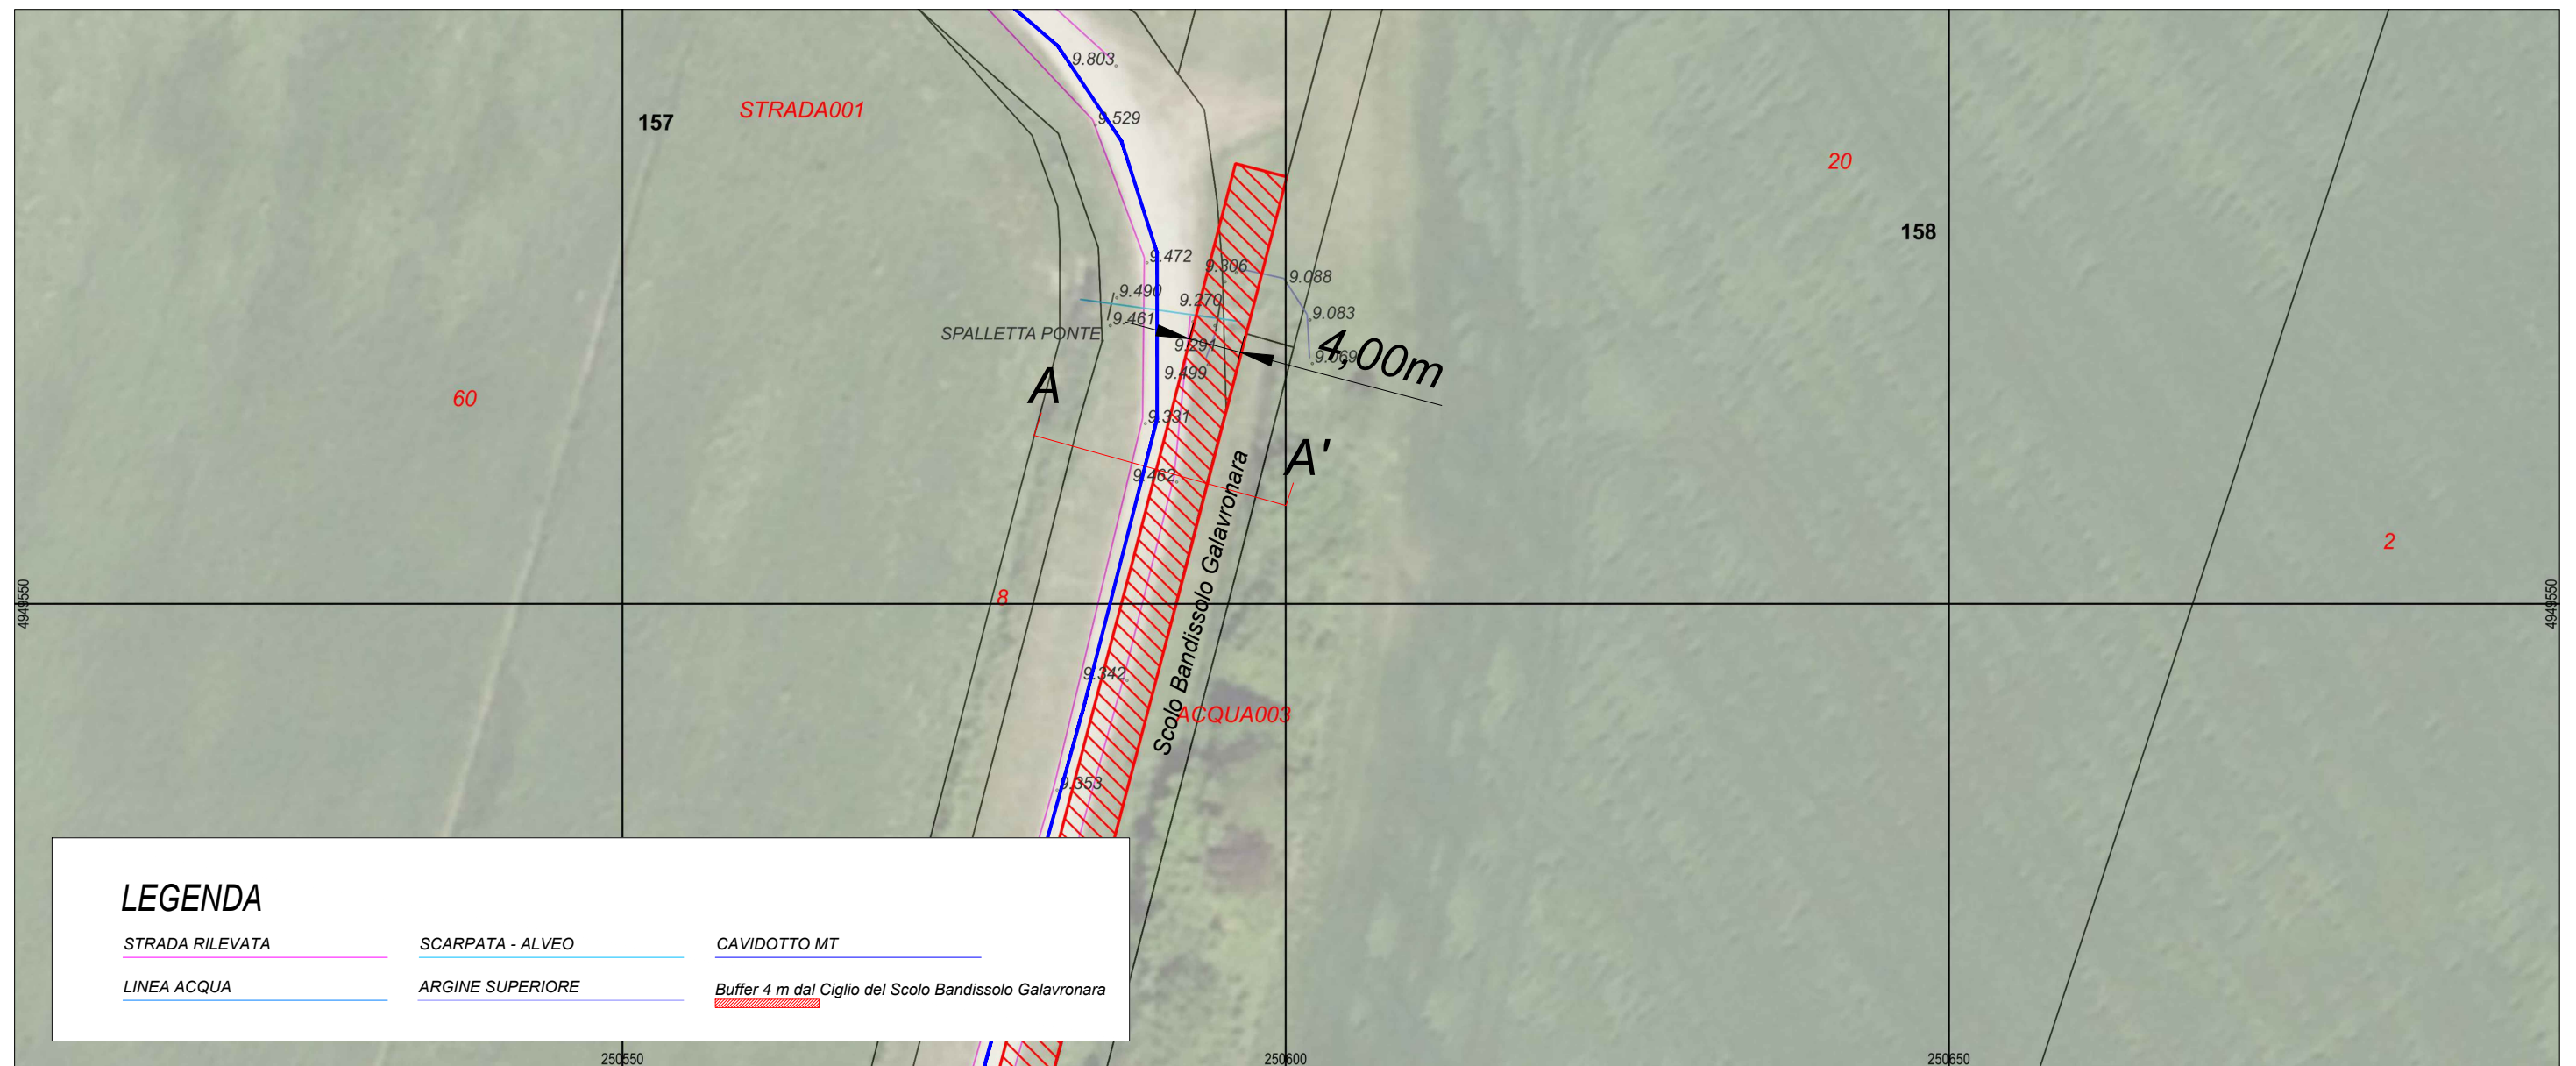 9.803
STRADA001
157
9.529
20
158
9.472
9.306
9.088
9.490
9.270
9.083
9.461
SPALLETTA PONTE
9.291
4,00m
9.069
9.499
A
60
9.331
A'
9.462
Scolo Bandissolo Galavronara
2
4949550
8
4949550
9.342
ACQUA003
9.353
LEGENDA
STRADA RILEVATA
SCARPATA - ALVEO
CAVIDOTTO MT
LINEA ACQUA
ARGINE SUPERIORE
Buffer 4 m dal Ciglio del Scolo Bandissolo Galavronara
250550
250600
250650